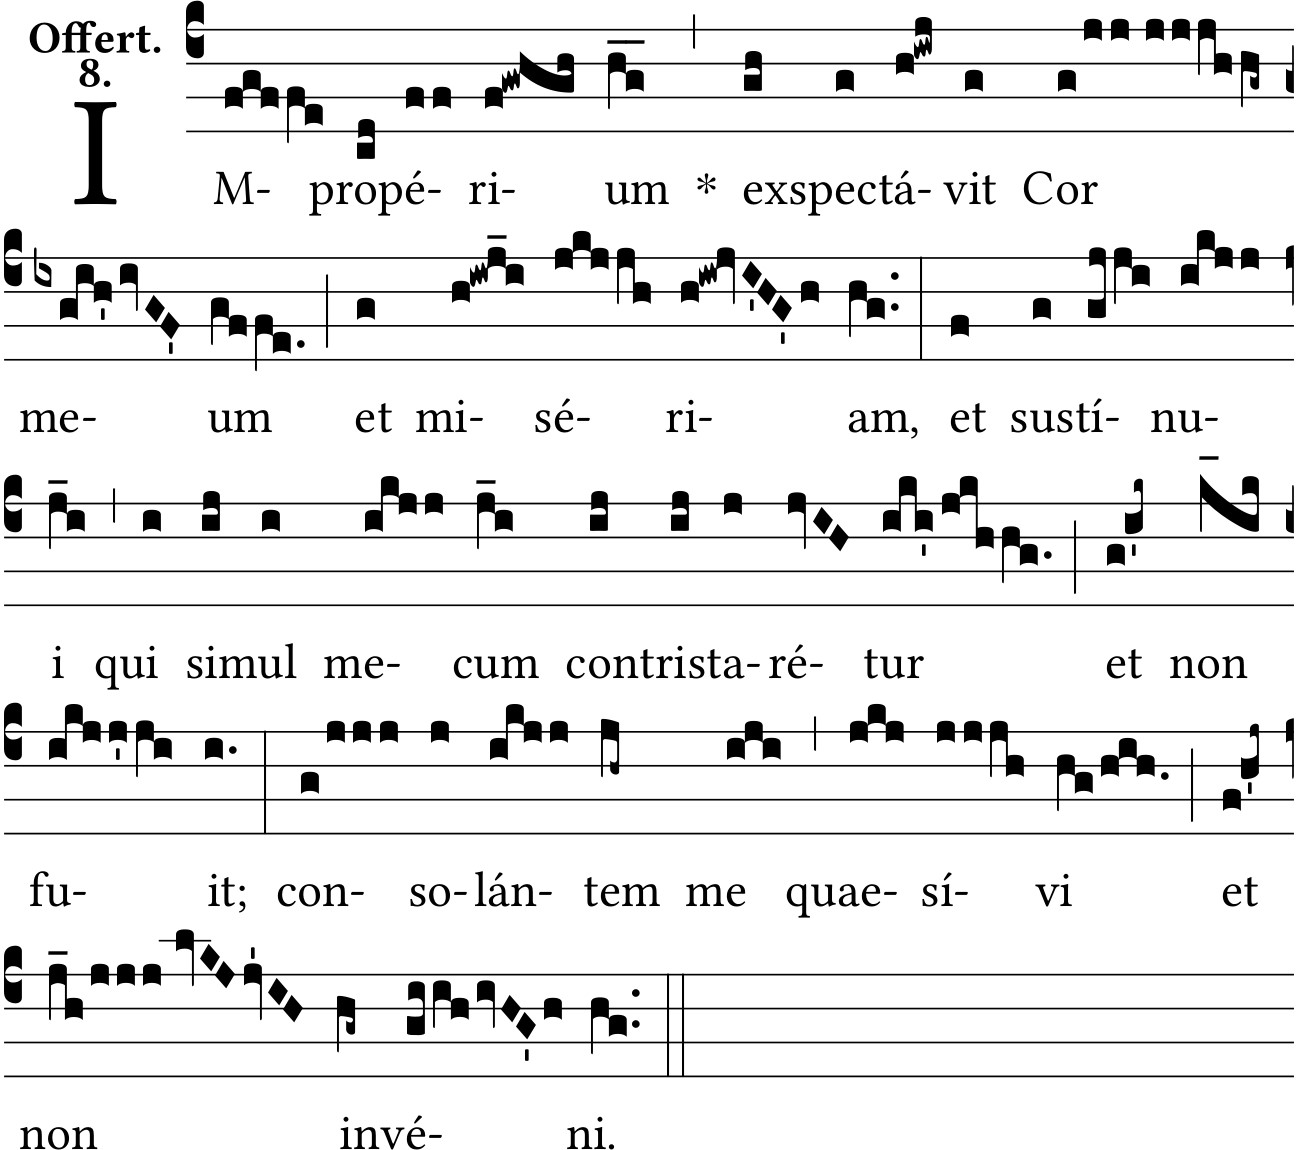 Offert.
8.
IM- propé- ri- um * exspectá- vit Cor
me- um et mi- sé- ri- am, et sustí- nu-
i qui simul me- cum contrista- ré- tur et non
fu- it; con- so- lán- tem me quae- sí- vi et
non invé- ni.